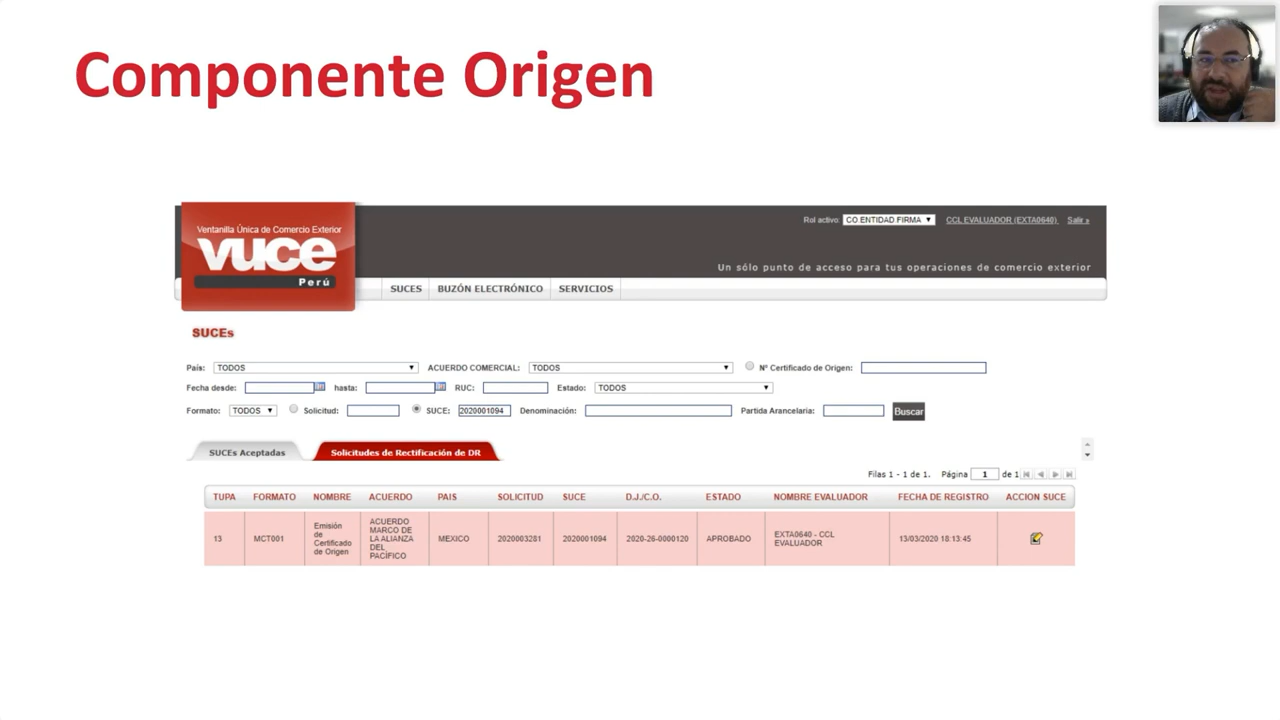 Componente Origen
Ventanilla Única de Comercio Exterior
vuce
Perú
Rol activo: CO ENTIDAD FIRMA CCL EVALUADOR (EXTA0640) Salir »
Un sólo punto de acceso para tus operaciones de comercio exterior
SUCES BUZÓN ELECTRÓNICO SERVICIOS
SUCEs
País: TODOS ACUERDO COMERCIAL: TODOS Nº Certificado de Origen:
Fecha desde: hasta: RUC: Estado: TODOS
Formato: TODOS Solicitud: SUCE: 2020001094 Denominación: Partida Arancelaria: Buscar
SUCEs Aceptadas Solicitudes de Rectificación de DR
Filas 1 - 1 de 1. Página 1 de 1
TUPA FORMATO NOMBRE ACUERDO PAIS SOLICITUD SUCE D.J./C.O. ESTADO NOMBRE EVALUADOR FECHA DE REGISTRO ACCION SUCE
13 MCT001
Emisión
de
Certificado
de Origen
ACUERDO
MARCO DE
LA ALIANZA
DEL
PACÍFICO
MEXICO 2020003281 2020001094 2020-26-0000120 APROBADO
EXTA0640 - CCL
EVALUADOR
13/03/2020 18:13:45